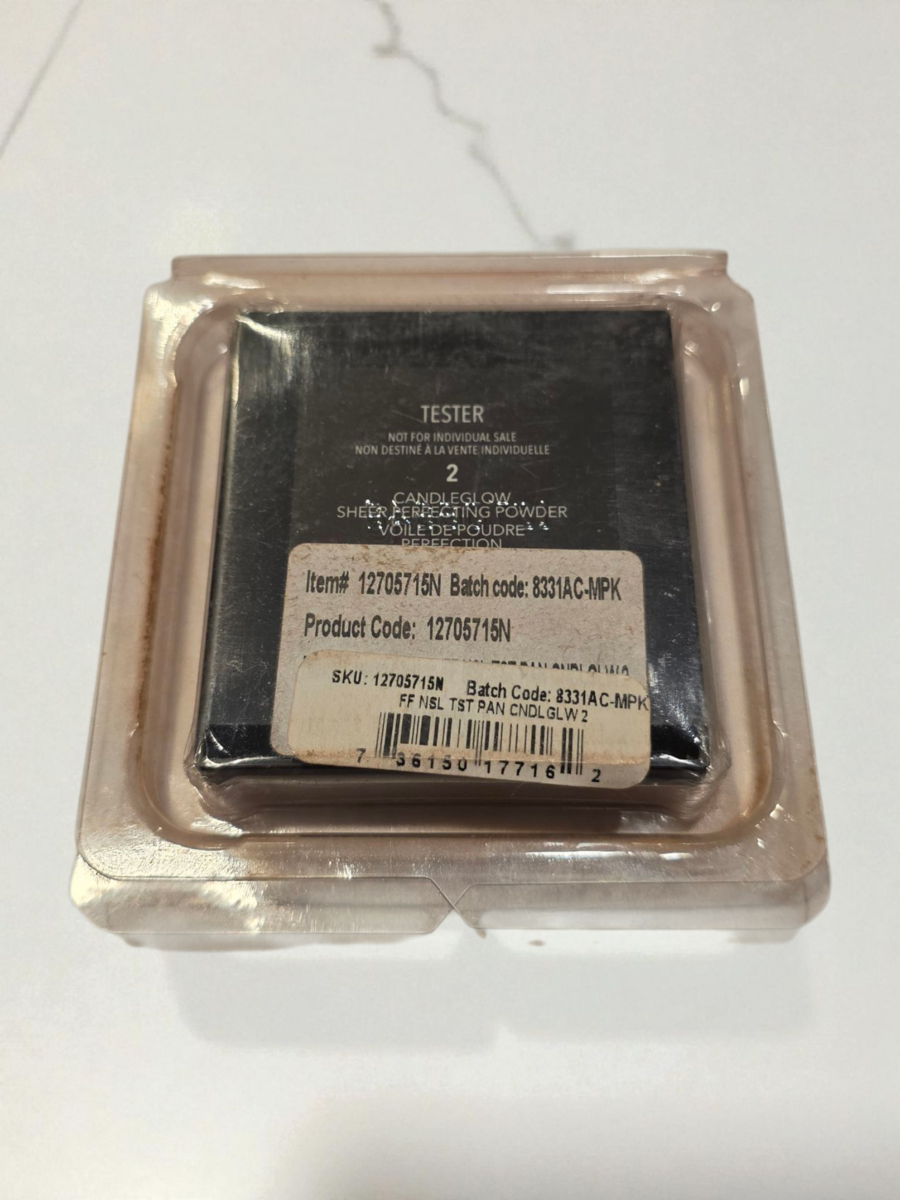 TESTER
NOT FOR INDIVIDUAL SALE
NON DESTINÉ À LA VENTE INDIVIDUELLE
2
CANDLEGLOW
SHEER PERFECTING POWDER
VOILE DE POUDRE
PERFECTION
Item# 12705715N Batch code: 8331AC-MPK
Product Code: 12705715N
SKU: 12705715N Batch Code: 8331AC-MPK
FF NSL TST PAN CNDLGLW 2
7 36150 17716 2